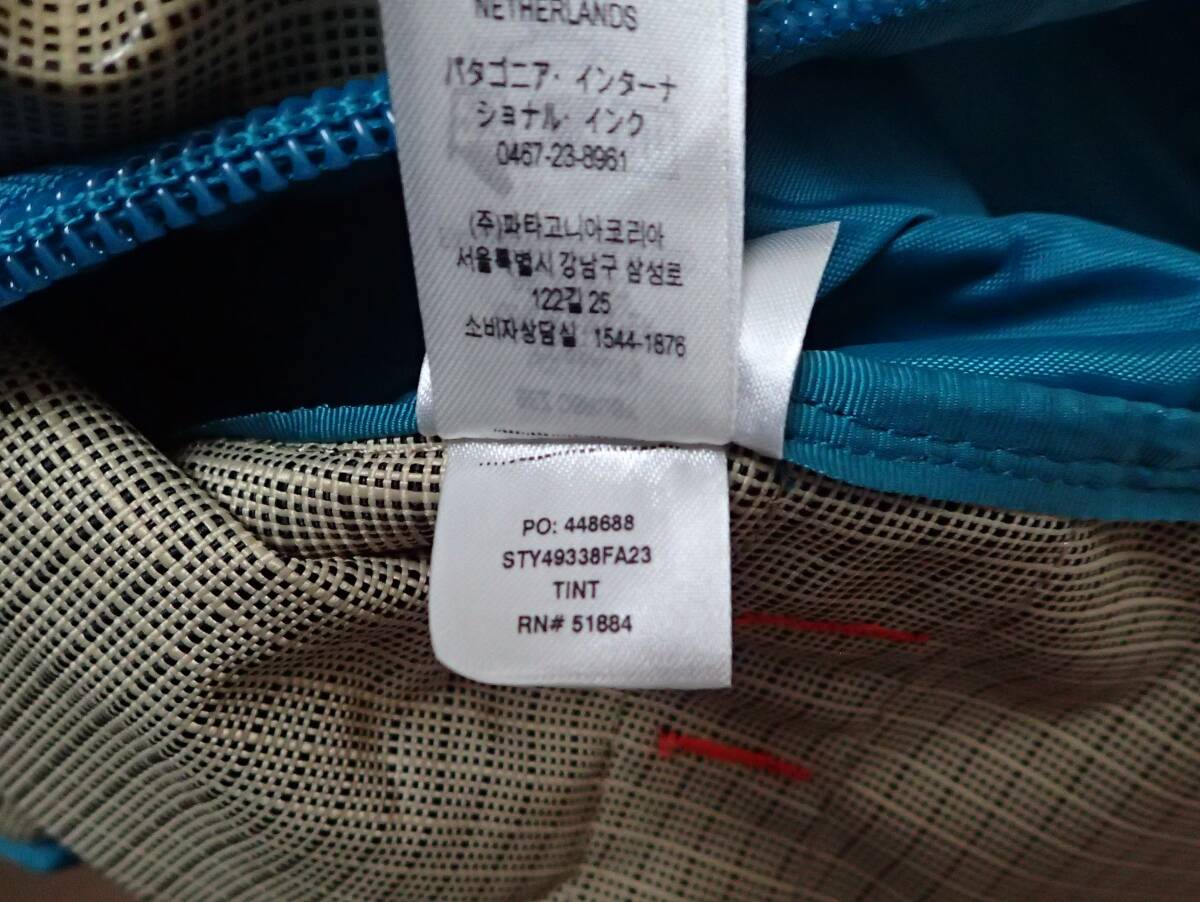 NETHERLANDS
パタゴニア・インターナ
ショナル・インク
0467-23-8961
(주)파타고니아코리아
서울특별시 강남구 삼성로
122길 25
소비자상담실 : 1544-1876
PO: 448688
STY49338FA23
TINT
RN# 51884